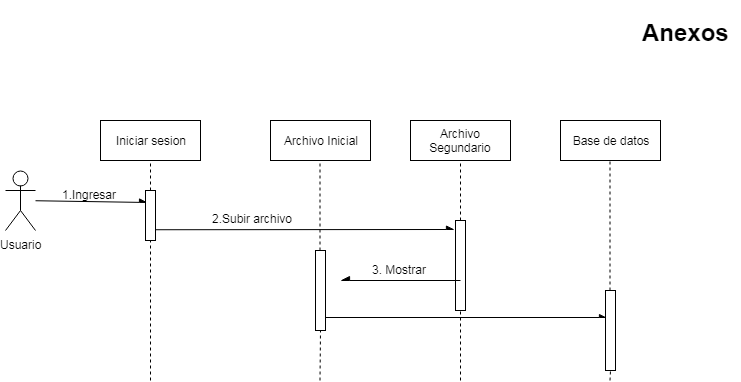 Anexos
Iniciar sesion
Archivo Inicial
Archivo
Segundario
Base de datos
1.Ingresar
2.Subir archivo
Usuario
3. Mostrar